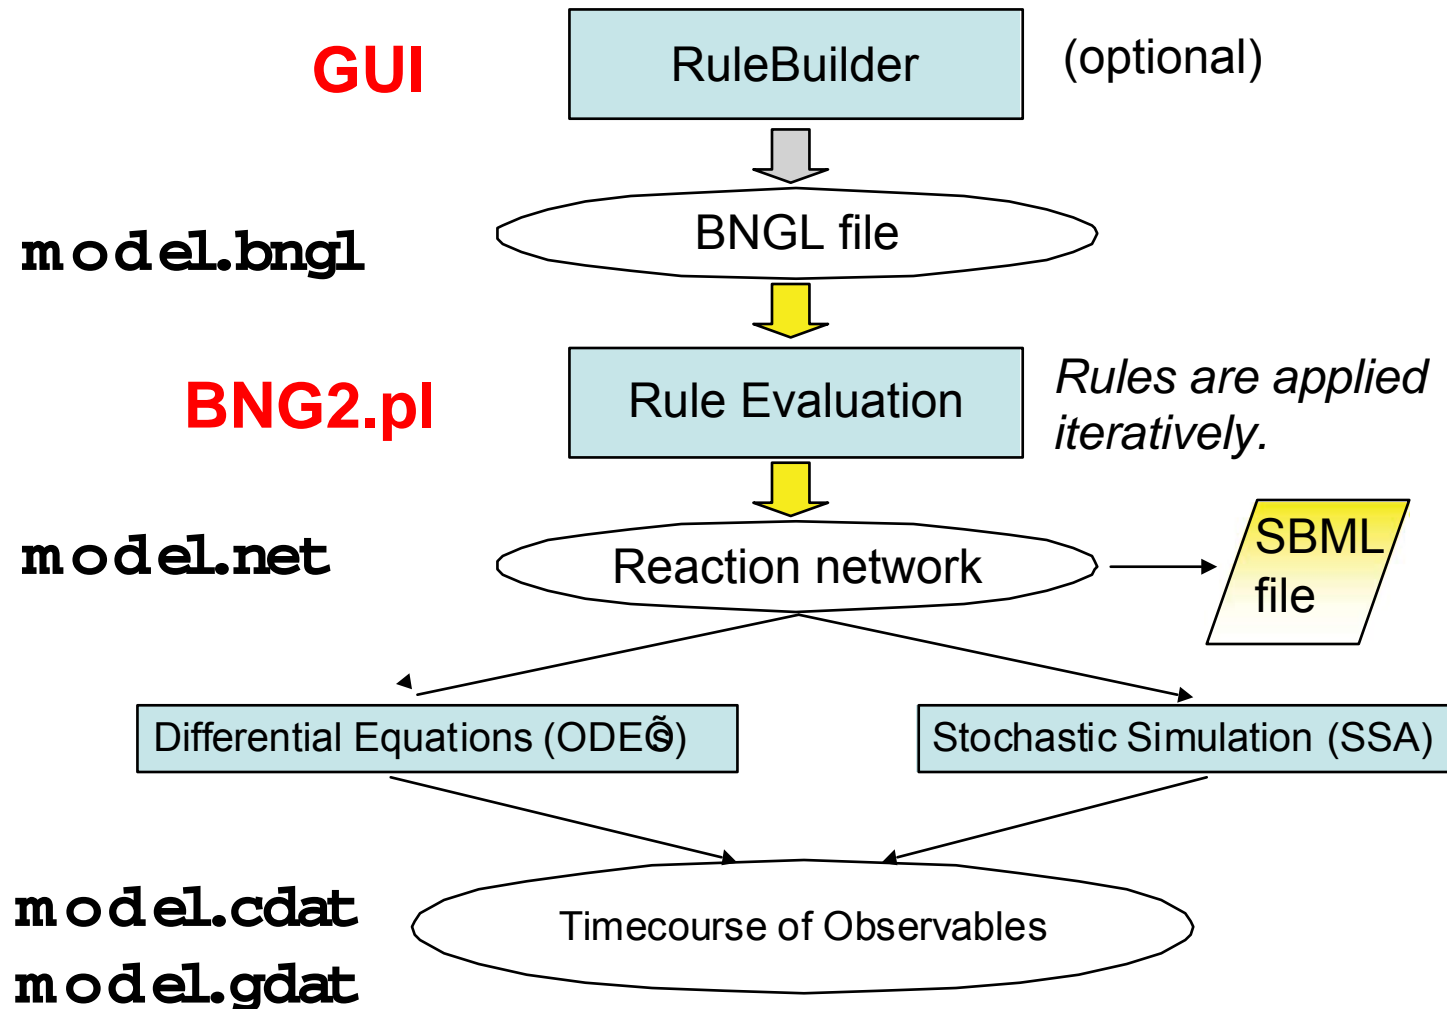 GUI
RuleBuilder
(optional)
BNGL file
model.bngl
BNG2.pl
Rule Evaluation
Rules are applied
iteratively.
model.net
Reaction network
SBML
file
Differential Equations (ODEÕs)
Stochastic Simulation (SSA)
model.cdat
Timecourse of Observables
model.gdat